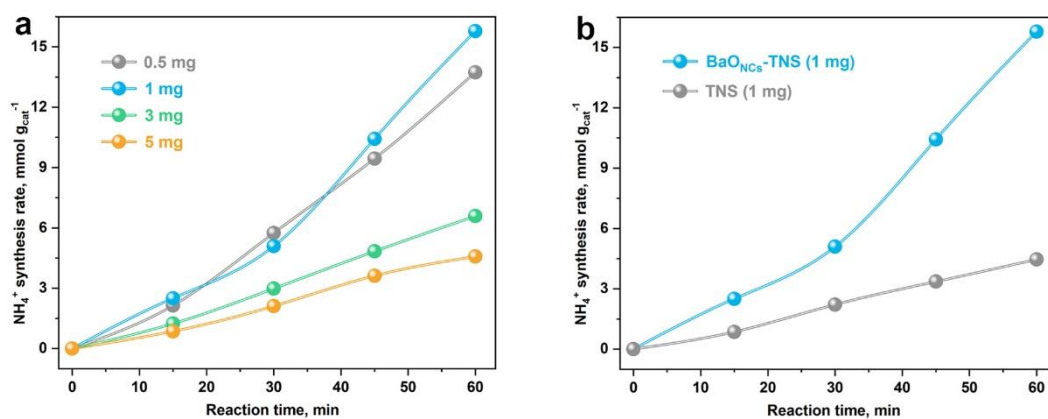 a
NH₄⁺ synthesis rate, mmol g_cat⁻¹
15
12
9
6
3
0
0.5 mg
1 mg
3 mg
5 mg
0 10 20 30 40 50 60
Reaction time, min
b
NH₄⁺ synthesis rate, mmol g_cat⁻¹
15
12
9
6
3
0
BaO_NCs-TNS (1 mg)
TNS (1 mg)
0 10 20 30 40 50 60
Reaction time, min